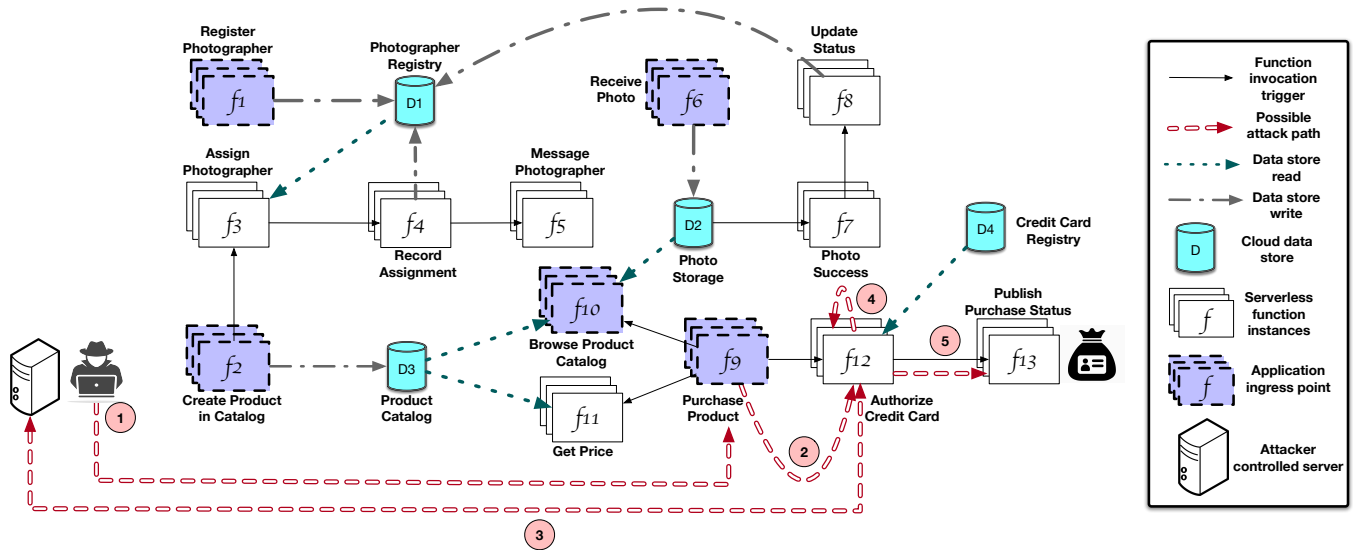 Register
Photographer
f1
Photographer
Registry
D1
Receive
Photo
f6
Update
Status
f8
Assign
Photographer
f3
f4
Record
Assignment
Message
Photographer
f5
D2
Photo
Storage
f7
Photo
Success
D4
Credit Card
Registry
f2
Create Product
in Catalog
D3
Product
Catalog
f10
Browse Product
Catalog
f11
Get Price
f9
Purchase
Product
f12
Authorize
Credit Card
Publish
Purchase Status
f13
1
2
3
4
5
Function
invocation
trigger
Possible
attack path
Data store
read
Data store
write
D
Cloud data
store
f
Serverless
function
instances
f
Application
ingress point
Attacker
controlled server